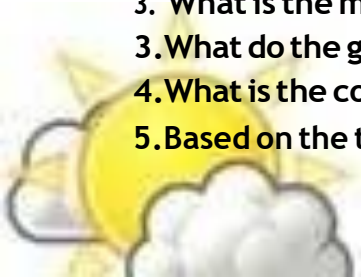 3. What is the m
3.What do the g
4.What is the co
5.Based on the t